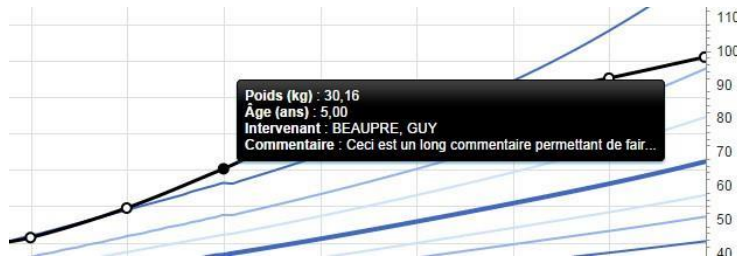 Poids (kg) : 30,16
Âge (ans) : 5,00
Intervenant : BEAUPRE, GUY
Commentaire : Ceci est un long commentaire permettant de fair...
110
100
90
80
70
60
50
40